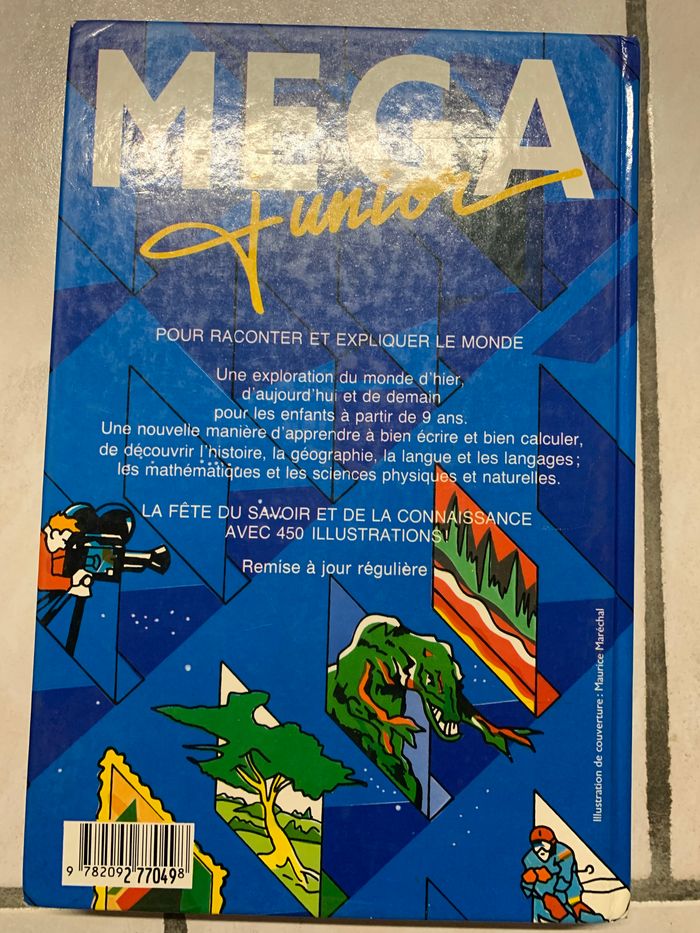 MEGA
Junior
POUR RACONTER ET EXPLIQUER LE MONDE
Une exploration du monde d'hier,
d'aujourd'hui et de demain
pour les enfants à partir de 9 ans.
Une nouvelle manière d'apprendre à bien écrire et bien calculer,
de découvrir l'histoire, la géographie, la langue et les langages ;
les mathématiques et les sciences physiques et naturelles.
LA FÊTE DU SAVOIR ET DE LA CONNAISSANCE
AVEC 450 ILLUSTRATIONS
Remise à jour régulière
Illustration de couverture : Maurice Maréchal
9 782092 770498